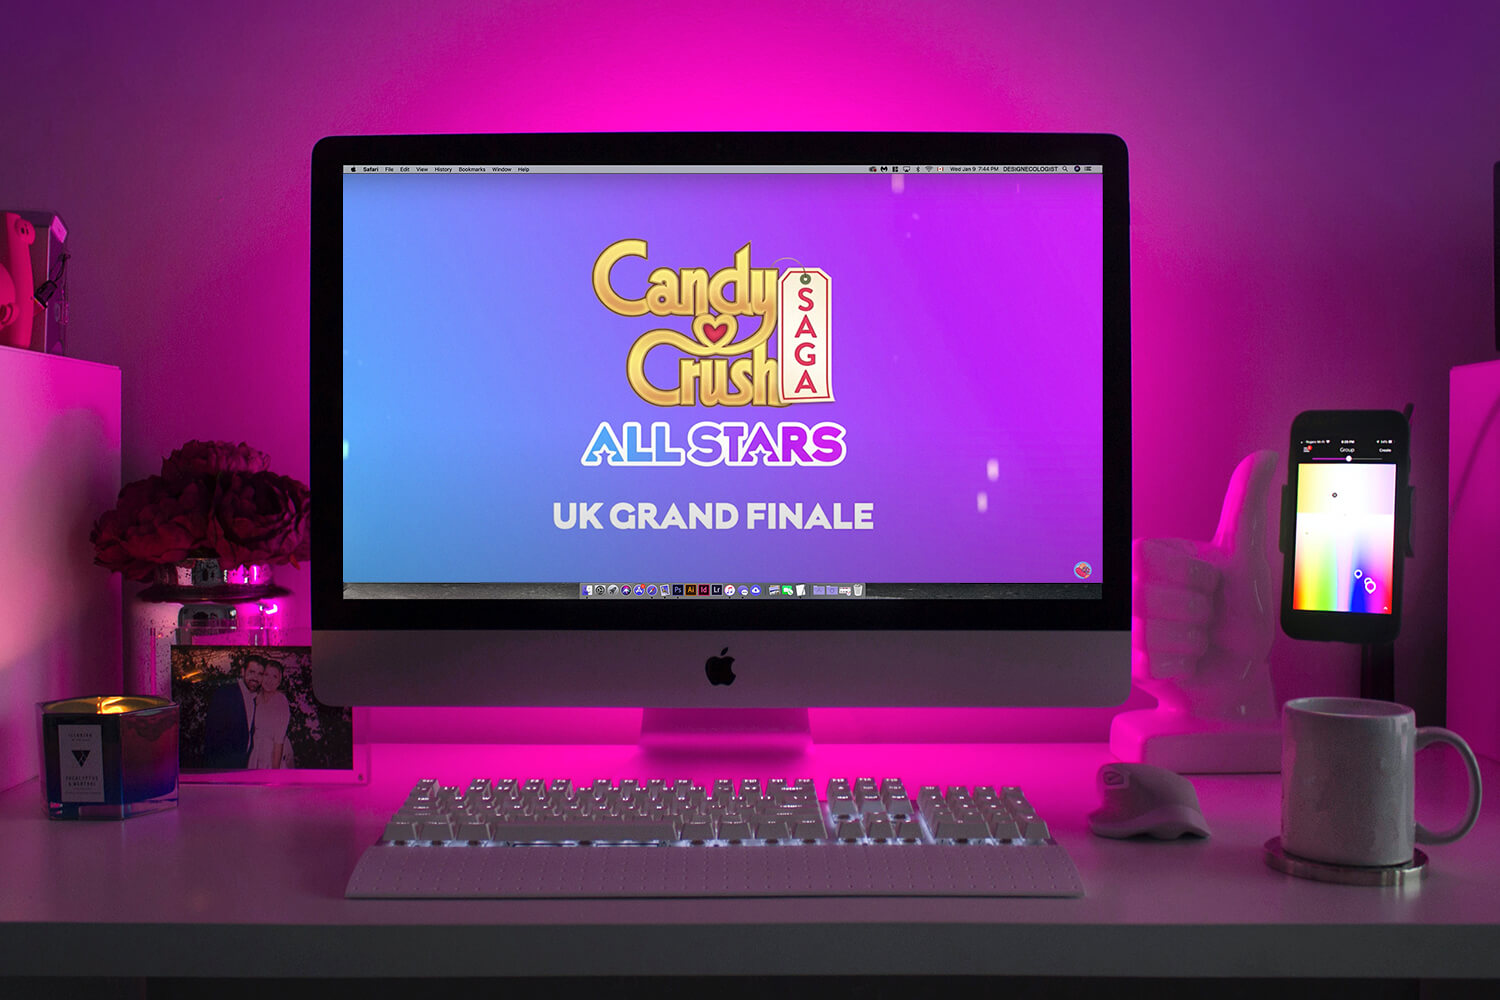 Safari File Edit View History Bookmarks Window Help
Wed Jan 9 7:44 PM DESIGNECOLOGIST
Candy
Crush
SAGA
ALL STARS
UK GRAND FINALE
Ps Ai Id Lr
Group
Create
EUCALYPTUS